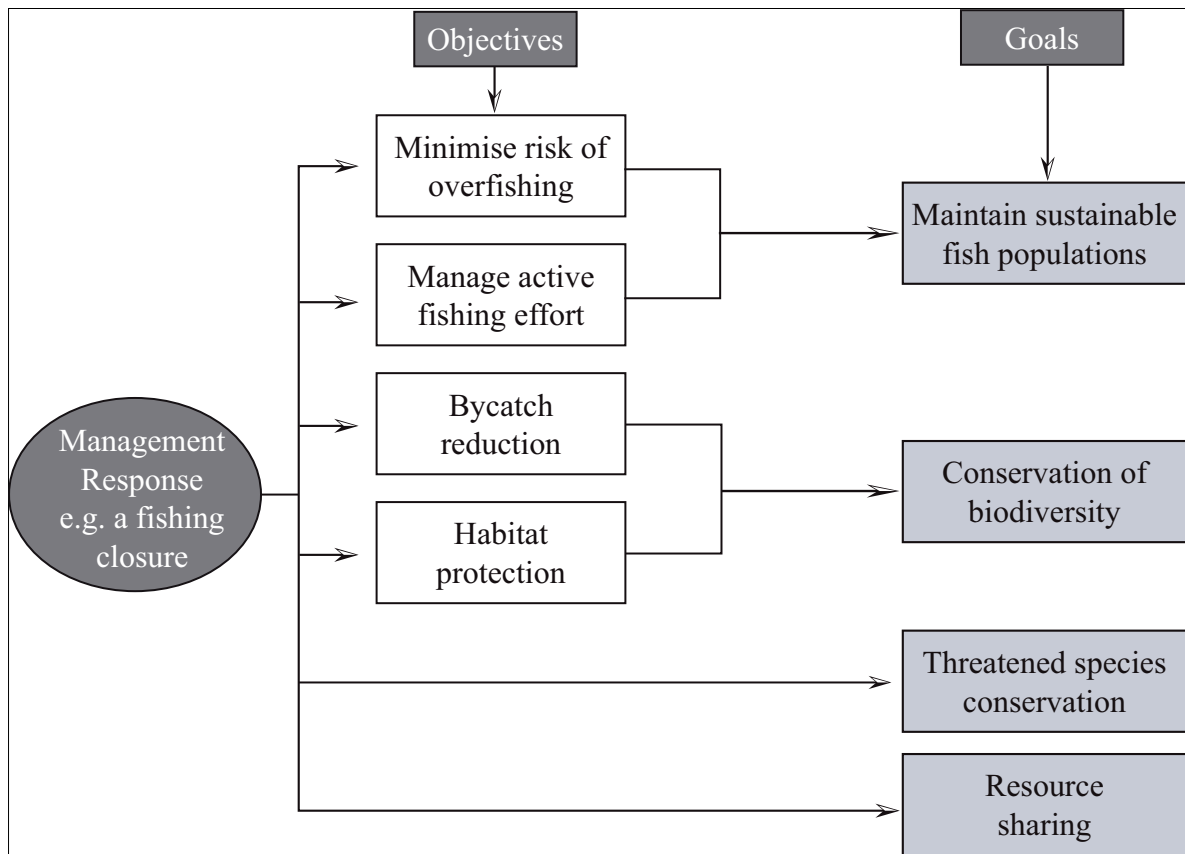 Objectives
Goals
Minimise risk of
overfishing
Maintain sustainable
fish populations
Manage active
fishing effort
Management
Response
e.g. a fishing
closure
Bycatch
reduction
Conservation of
biodiversity
Habitat
protection
Threatened species
conservation
Resource
sharing